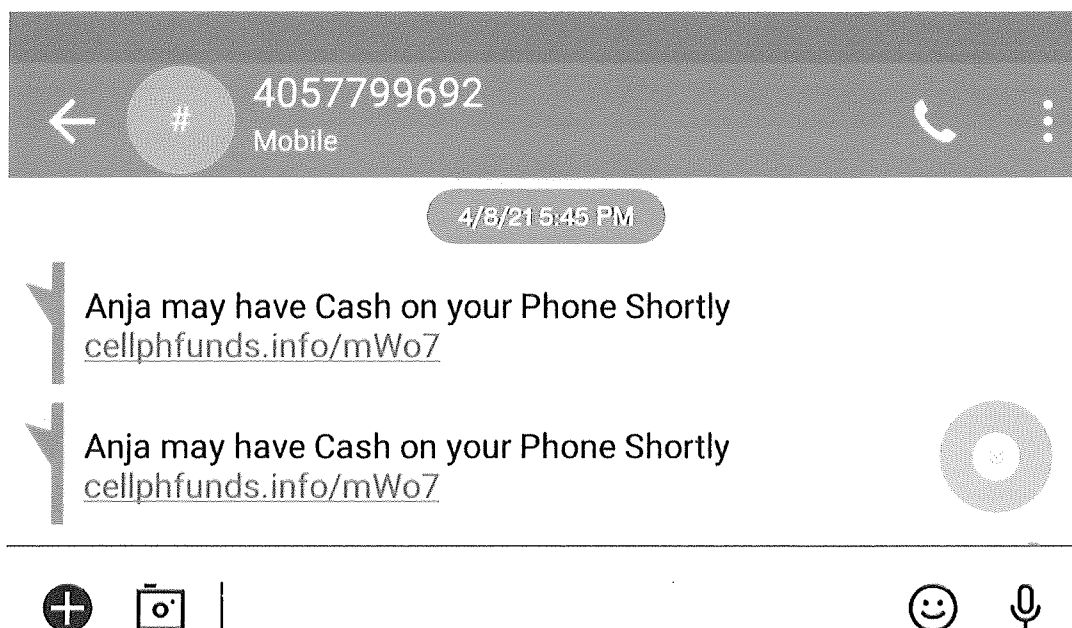 4057799692
#
Mobile
4/8/21 5:45 PM
Anja may have Cash on your Phone Shortly
cellphfunds.info/mWo7
Anja may have Cash on your Phone Shortly
cellphfunds.info/mWo7